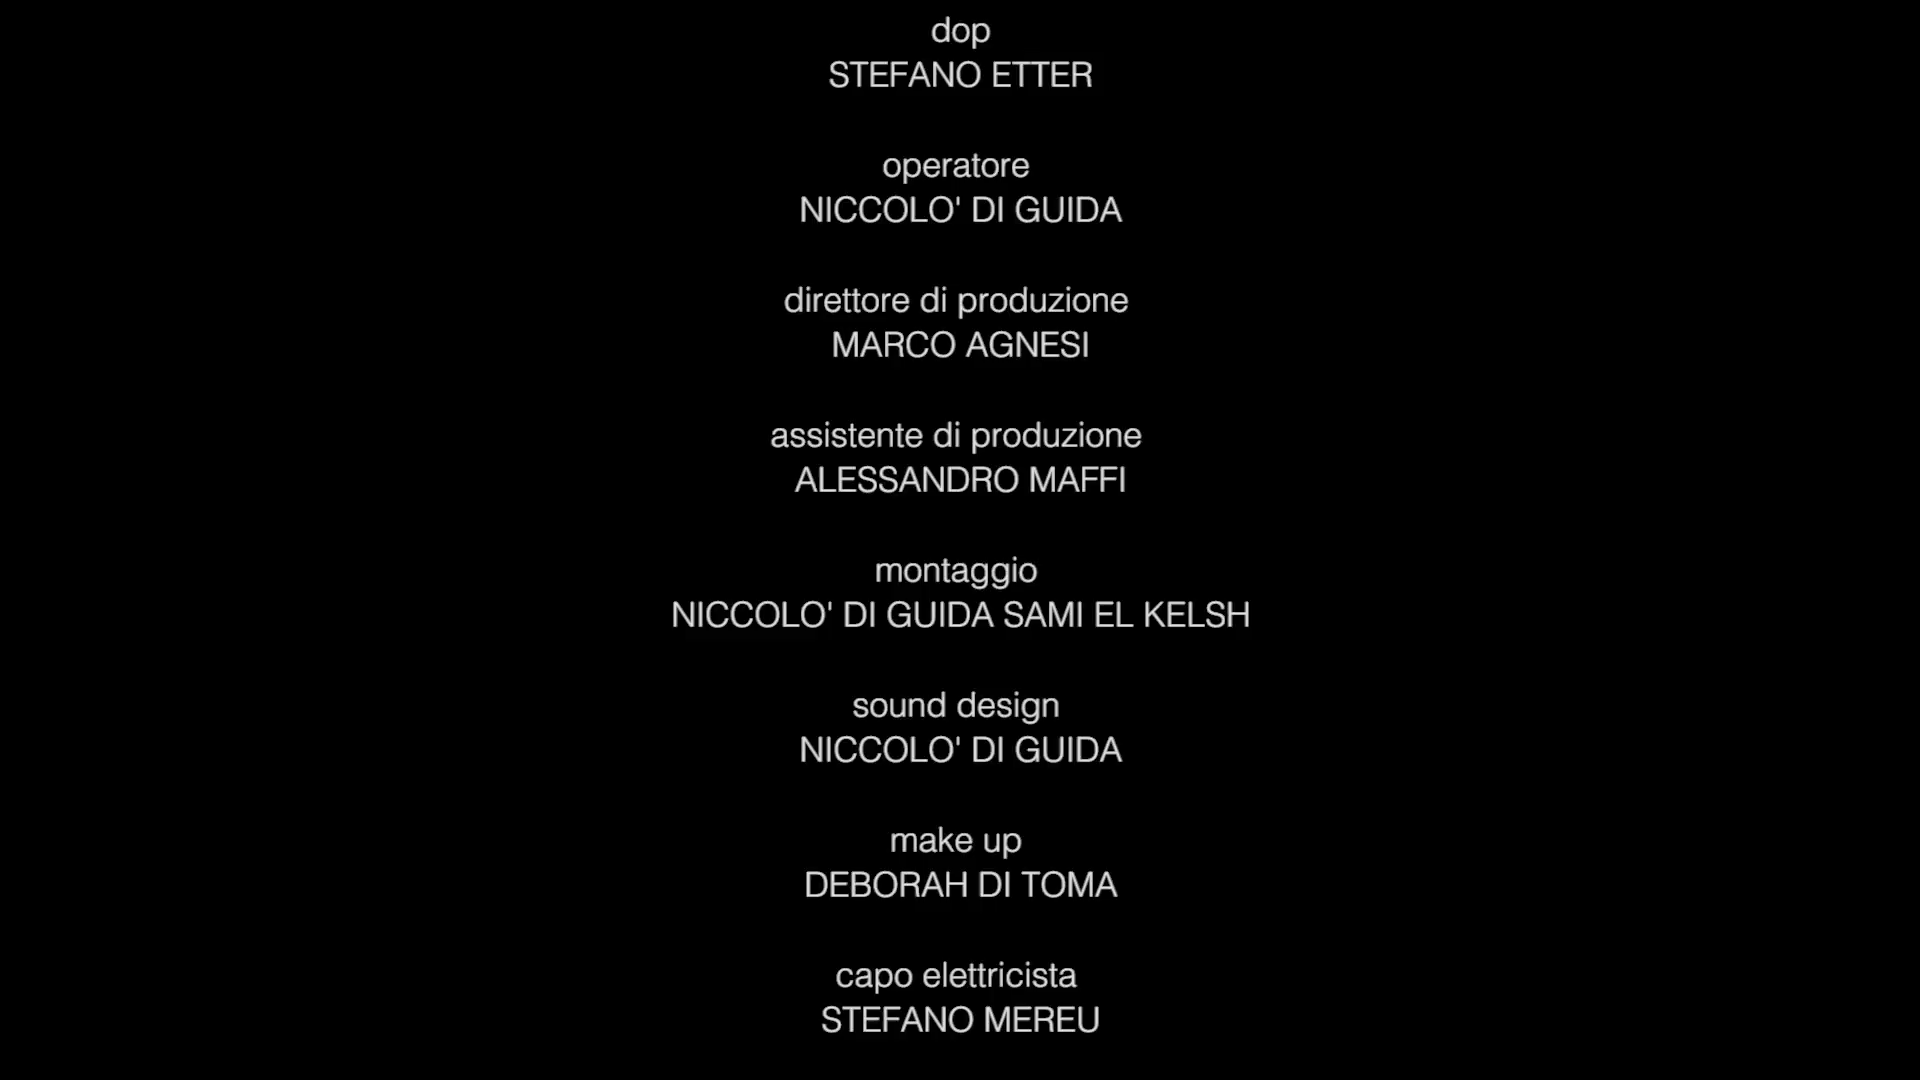 dop
STEFANO ETTER
operatore
NICCOLO' DI GUIDA
direttore di produzione
MARCO AGNESI
assistente di produzione
ALESSANDRO MAFFI
montaggio
NICCOLO' DI GUIDA SAMI EL KELSH
sound design
NICCOLO' DI GUIDA
make up
DEBORAH DI TOMA
capo elettricista
STEFANO MEREU